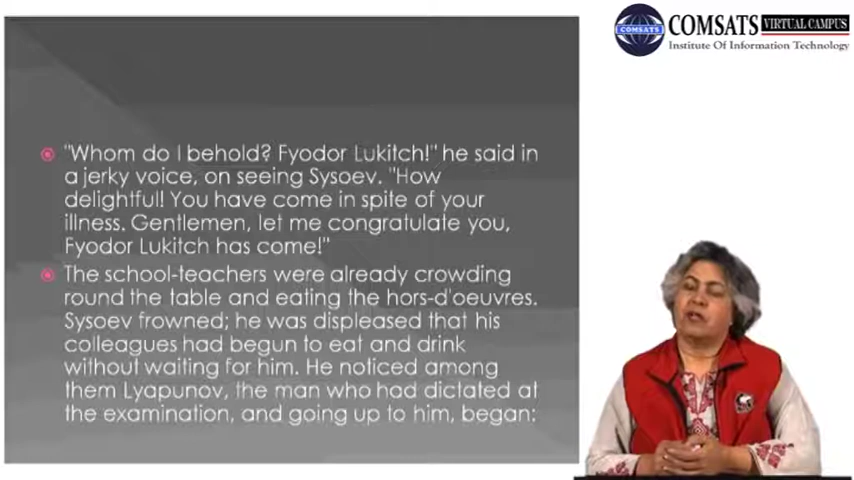 COMSATS VIRTUAL CAMPUS
COMSATS
Institute Of Information Technology
"Whom do I behold? Fyodor Lukitch!" he said in
a jerky voice, on seeing Sysoev. "How
delightful! You have come in spite of your
illness. Gentlemen, let me congratulate you,
Fyodor Lukitch has come!"
The school-teachers were already crowding
round the table and eating the hors-d'oeuvres.
Sysoev frowned; he was displeased that his
colleagues had begun to eat and drink
without waiting for him. He noticed among
them Lyapunov, the man who had dictated at
the examination, and going up to him, began: